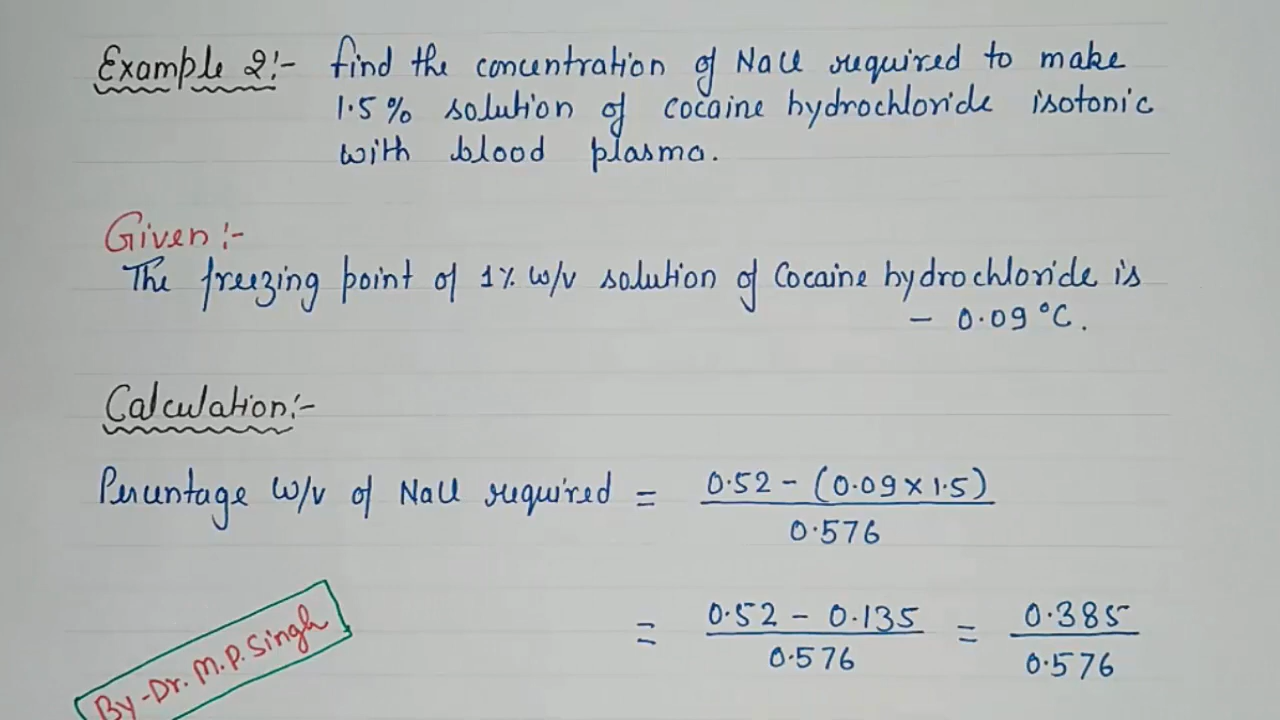 Example 2:- find the concentration of NaCl required to make
1.5% solution of cocaine hydrochloride isotonic
with blood plasma.
Given:-
The freezing point of 1% w/v solution of Cocaine hydrochloride is
- 0.09 °C.
Calculation:-
Percentage w/v of NaCl required = 0.52 - (0.09 × 1.5)
0.576
= 0.52 - 0.135 = 0.385
0.576 0.576
By-Dr. M.P. Singh